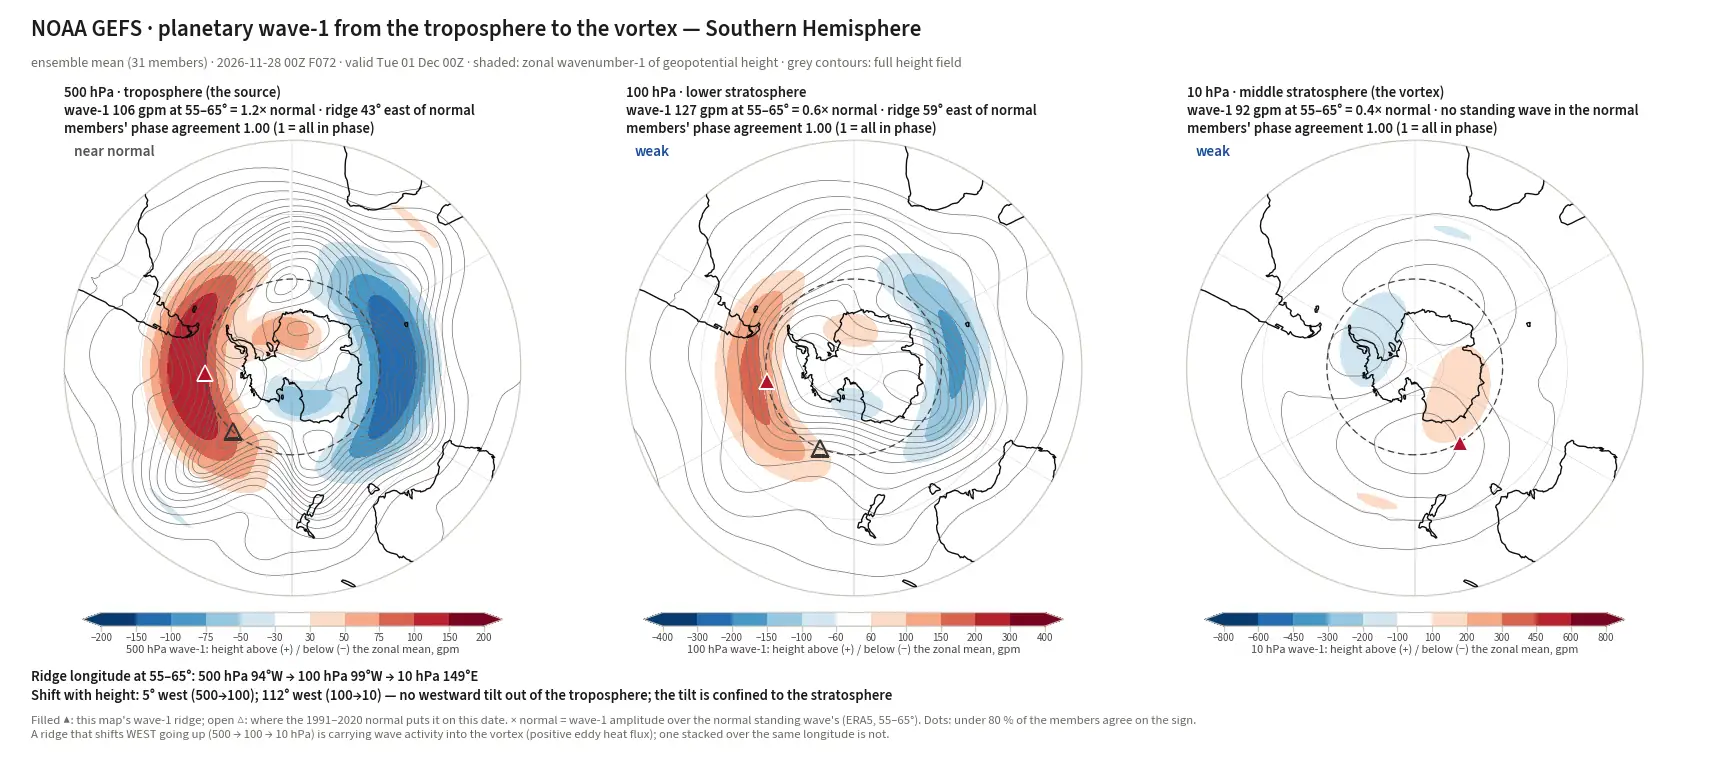 NOAA GEFS · planetary wave-1 from the troposphere to the vortex — Southern Hemisphere
ensemble mean (31 members) · 2026-11-28 00Z F072 · valid Tue 01 Dec 00Z · shaded: zonal wavenumber-1 of geopotential height · grey contours: full height field
500 hPa · troposphere (the source)
wave-1 106 gpm at 55–65° = 1.2× normal · ridge 43° east of normal
members' phase agreement 1.00 (1 = all in phase)
near normal
100 hPa · lower stratosphere
wave-1 127 gpm at 55–65° = 0.6× normal · ridge 59° east of normal
members' phase agreement 1.00 (1 = all in phase)
weak
10 hPa · middle stratosphere (the vortex)
wave-1 92 gpm at 55–65° = 0.4× normal · no standing wave in the normal
members' phase agreement 1.00 (1 = all in phase)
weak
−200 −150 −100 −75 −50 −30 30 50 75 100 150 200
500 hPa wave-1: height above (+) / below (−) the zonal mean, gpm
−400 −300 −200 −150 −100 −60 60 100 150 200 300 400
100 hPa wave-1: height above (+) / below (−) the zonal mean, gpm
−800 −600 −450 −300 −200 −100 100 200 300 450 600 800
10 hPa wave-1: height above (+) / below (−) the zonal mean, gpm
Ridge longitude at 55–65°: 500 hPa 94°W → 100 hPa 99°W → 10 hPa 149°E
Shift with height: 5° west (500→100); 112° west (100→10) — no westward tilt out of the troposphere; the tilt is confined to the stratosphere
Filled ▲: this map's wave-1 ridge; open △: where the 1991–2020 normal puts it on this date. × normal = wave-1 amplitude over the normal standing wave's (ERA5, 55–65°). Dots: under 80 % of the members agree on the sign.
A ridge that shifts WEST going up (500 → 100 → 10 hPa) is carrying wave activity into the vortex (positive eddy heat flux); one stacked over the same longitude is not.